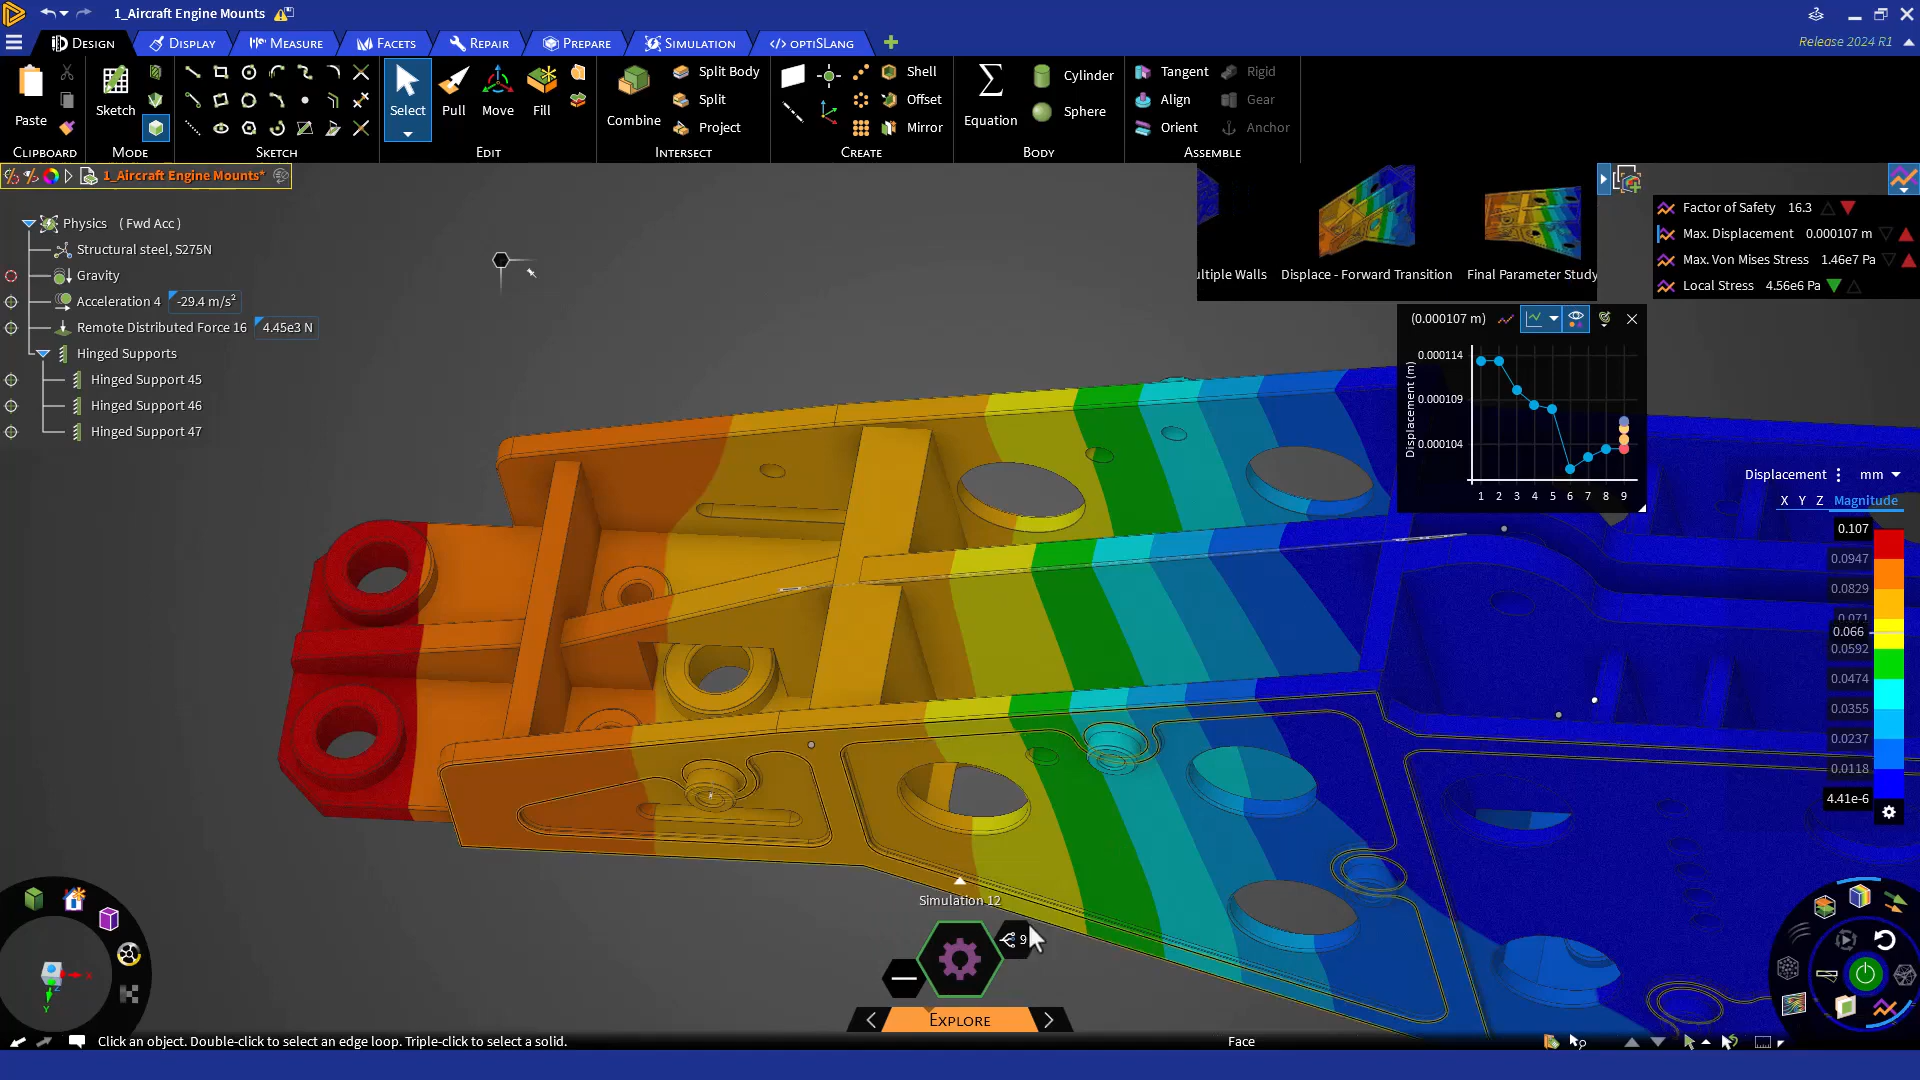 1_Aircraft Engine Mounts
Design
Display
Measure
Facets
Repair
Prepare
Simulation
optiSLang
Release 2024 R1
Paste
Clipboard
Sketch
Mode
Sketch
Select
Pull
Move
Fill
Edit
Combine
Split Body
Split
Project
Intersect
Shell
Offset
Mirror
Create
Equation
Cylinder
Sphere
Body
Tangent
Align
Orient
Rigid
Gear
Anchor
Assemble
1_Aircraft Engine Mounts*
Physics (Fwd Acc)
Structural steel, S275N
Gravity
Acceleration 4 -29.4 m/s²
Remote Distributed Force 16 4.45e3 N
Hinged Supports
Hinged Support 45
Hinged Support 46
Hinged Support 47
ultiple Walls
Displace - Forward Transition
Final Parameter Study
Factor of Safety 16.3
Max. Displacement 0.000107 m
Max. Von Mises Stress 1.46e7 Pa
Local Stress 4.56e6 Pa
(0.000107 m)
Displacement (m)
0.000114
0.000109
0.000104
1 2 3 4 5 6 7 8 9
Displacement mm
X Y Z Magnitude
0.107
0.0947
0.0829
0.071
0.066
0.0592
0.0474
0.0355
0.0237
0.0118
4.41e-6
Simulation 12
9
Explore
X
Y
Z
Click an object. Double-click to select an edge loop. Triple-click to select a solid.
Face